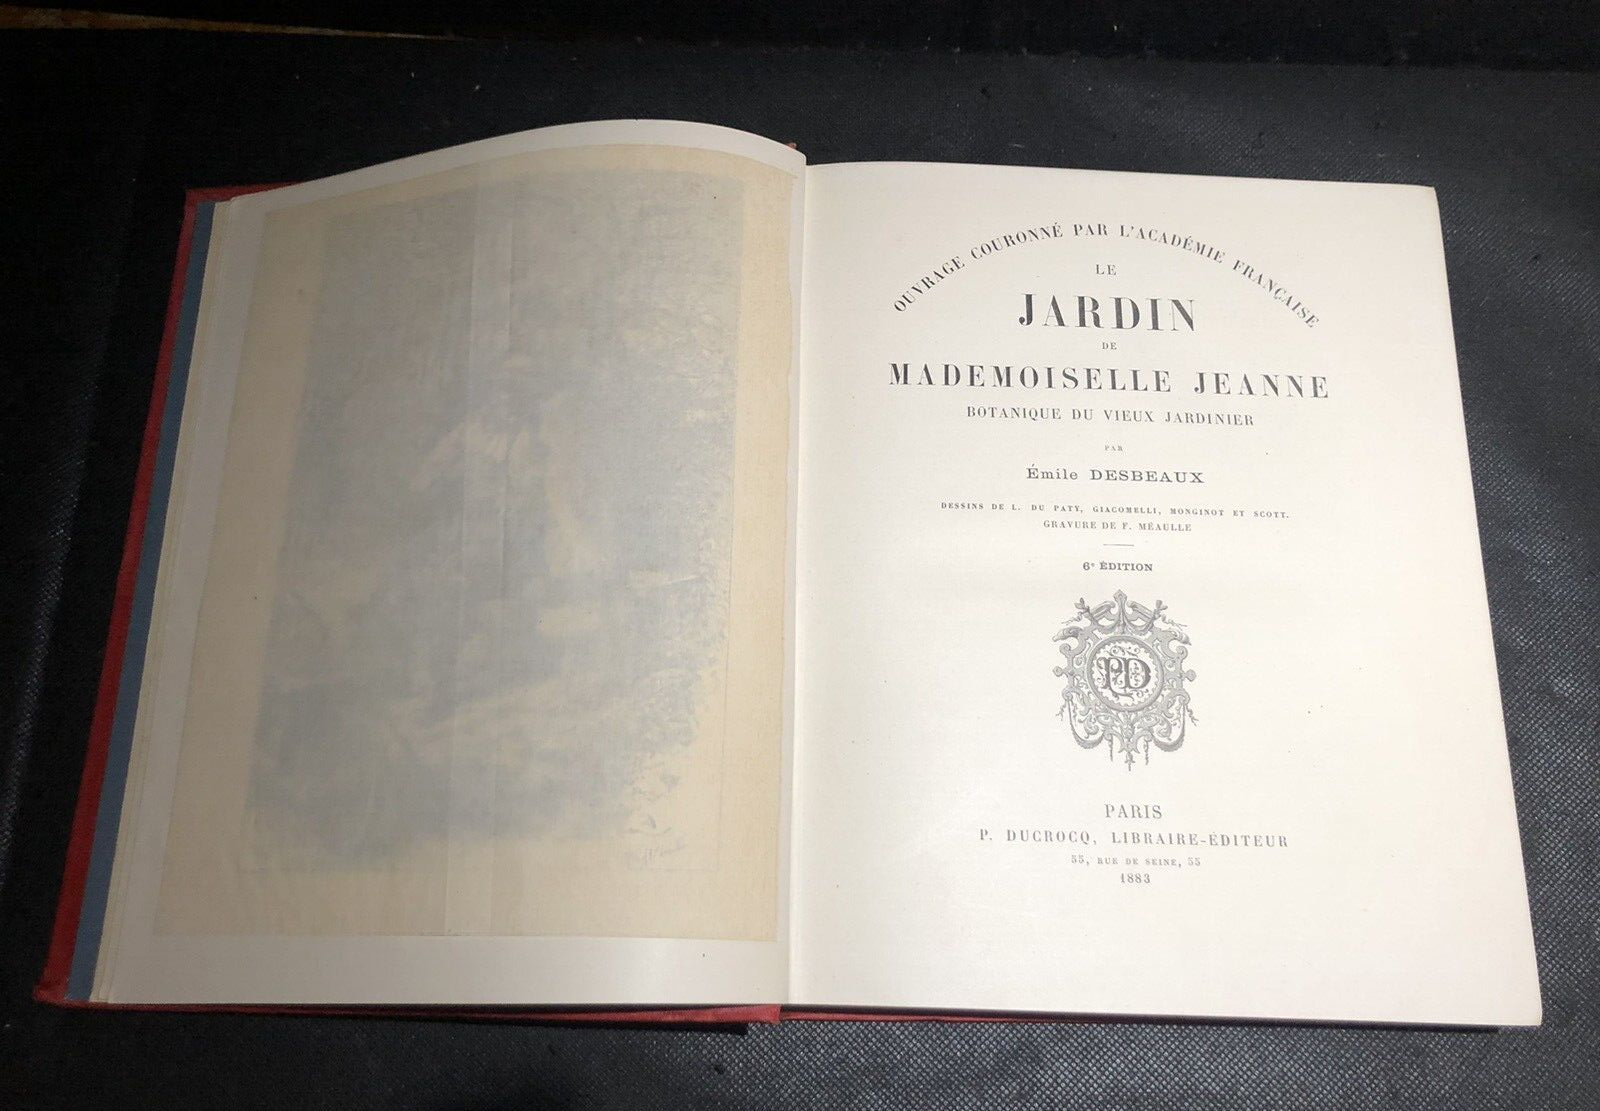 OUVRAGE COURONNÉ PAR L'ACADÉMIE FRANÇAISE
LE
JARDIN
DE
MADEMOISELLE JEANNE
BOTANIQUE DU VIEUX JARDINIER
PAR
Émile DESBEAUX
DESSINS DE L. DU PATY, GIACOMELLI, MONGINOT ET SCOTT.
GRAVURE DE F. MÉAULLE
6e ÉDITION
PD
PARIS
P. DUCROCQ, LIBRAIRE-ÉDITEUR
55, RUE DE SEINE, 55
1883